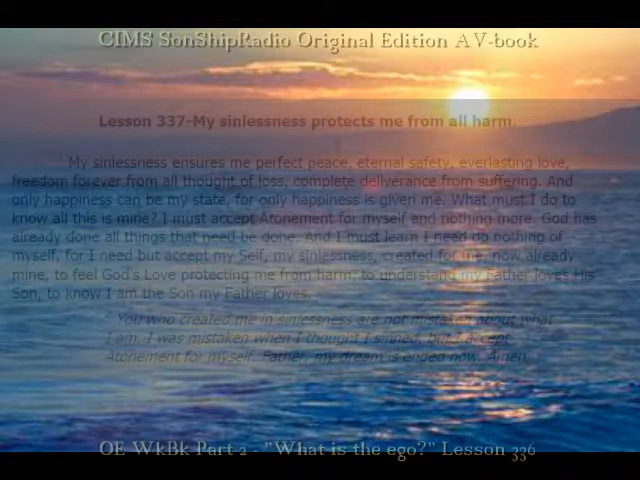 CIMS SonShipRadio Original Edition AV-book
Lesson 337-My sinlessness protects me from all harm.
1 My sinlessness ensures me perfect peace, eternal safety, everlasting love,
freedom forever from all thought of loss, complete deliverance from suffering. And
only happiness can be my state, for only happiness is given me. What must I do to
know all this is mine? I must accept Atonement for myself and nothing more. God has
already done all things that need be done. And I must learn I need do nothing of
myself, for I need but accept my Self, my sinlessness, created for me, now already
mine, to feel God's Love protecting me from harm, to understand my Father loves His
Son, to know I am the Son my Father loves.
2 You who created me in sinlessness are not mistaken about what
I am. I was mistaken when I thought I sinned, but I accept
Atonement for myself. Father, my dream is ended now. Amen.
OE WkBk Part 2 - "What is the ego?" Lesson 336